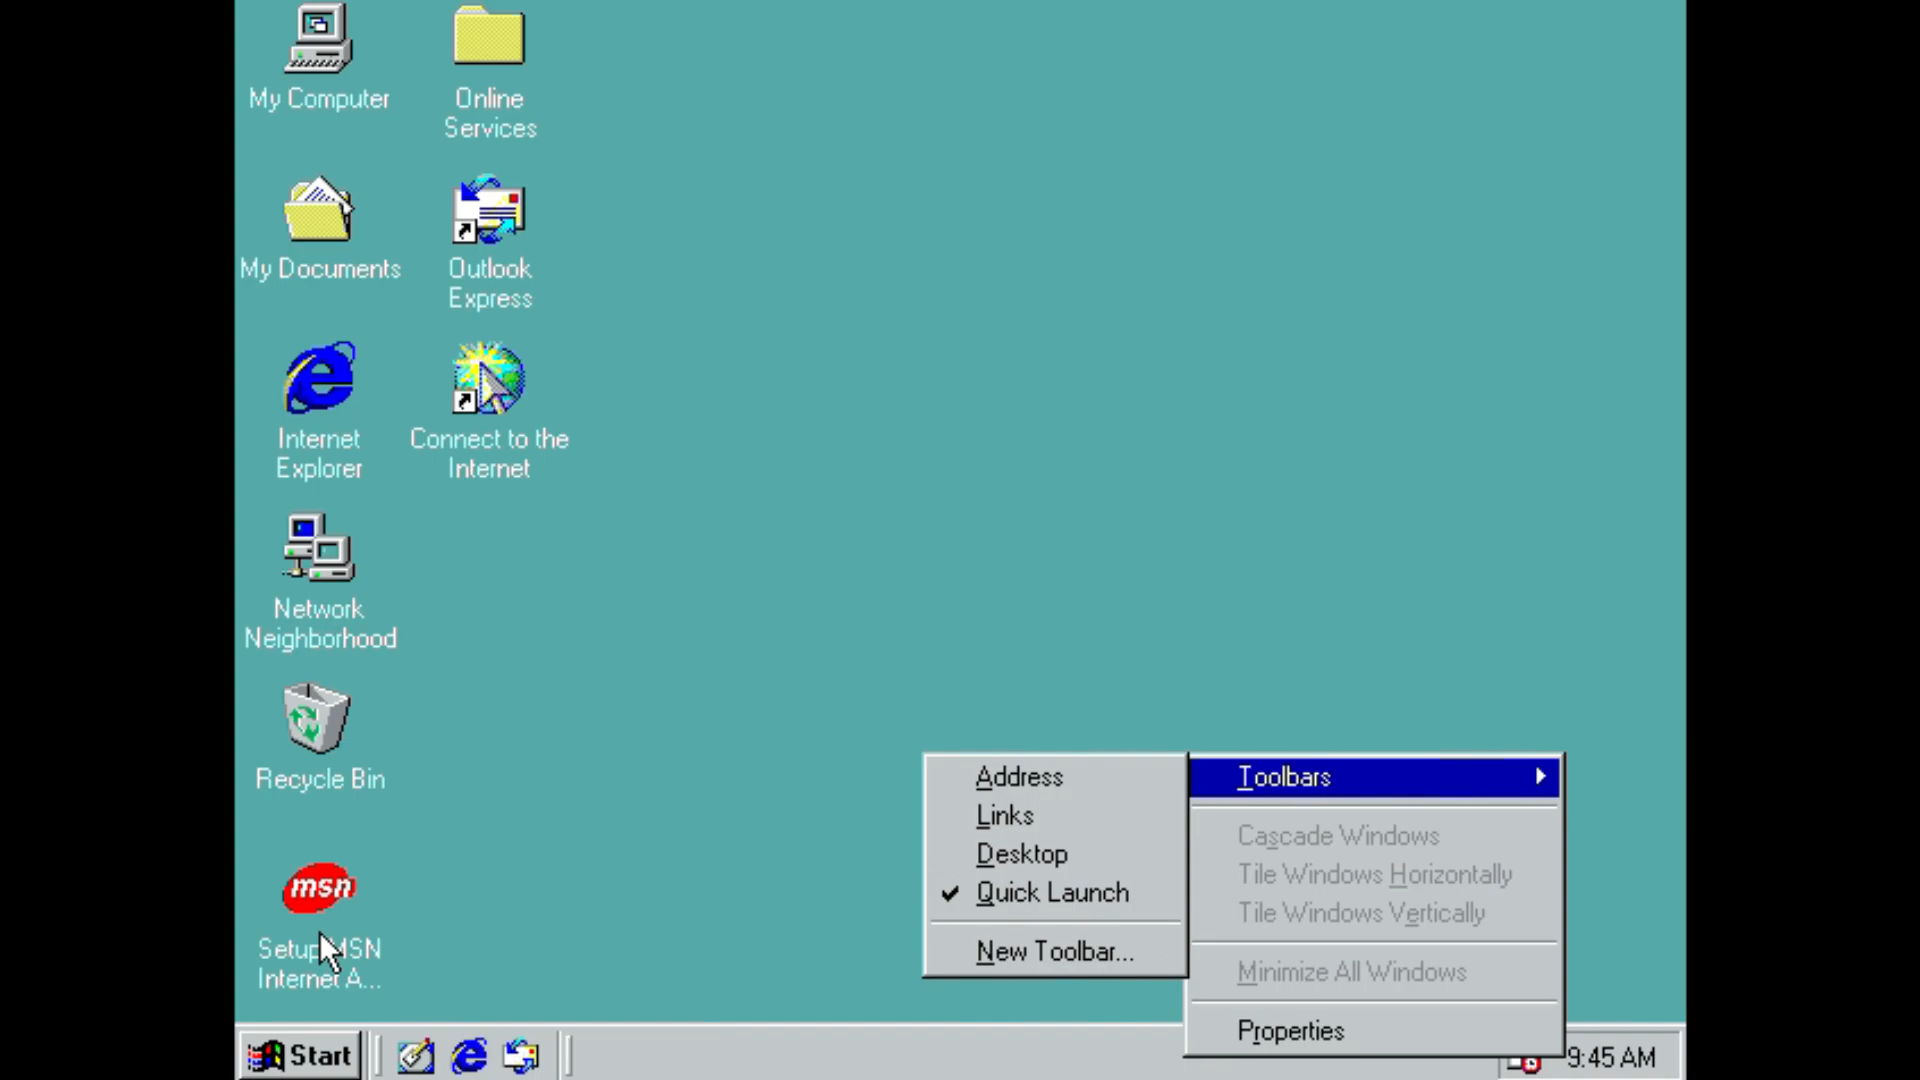 My Computer
Online
Services
My Documents
Outlook
Express
Internet
Explorer
Connect to the
Internet
Network
Neighborhood
Recycle Bin
msn
Setup MSN
Internet A...
Address
Links
Desktop
Quick Launch
New Toolbar...
Toolbars
Cascade Windows
Tile Windows Horizontally
Tile Windows Vertically
Minimize All Windows
Properties
Start
9:45 AM